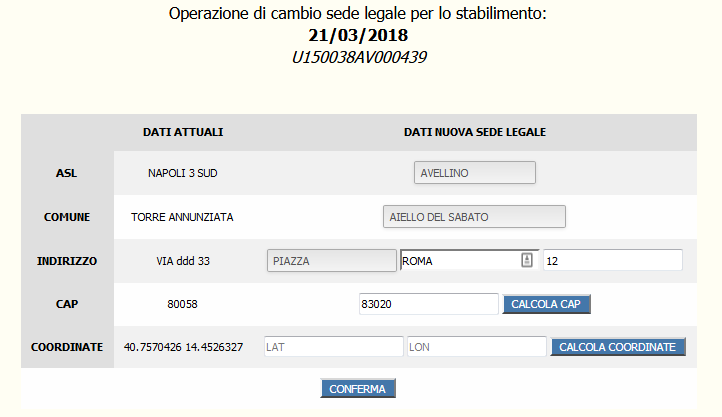 Operazione di cambio sede legale per lo stabilimento:
21/03/2018
U150038AV000439
DATI ATTUALI DATI NUOVA SEDE LEGALE
ASL NAPOLI 3 SUD AVELLINO
COMUNE TORRE ANNUNZIATA AIELLO DEL SABATO
INDIRIZZO VIA ddd 33 PIAZZA ROMA 12
CAP 80058 83020 CALCOLA CAP
COORDINATE 40.7570426 14.4526327 LAT LON CALCOLA COORDINATE
CONFERMA